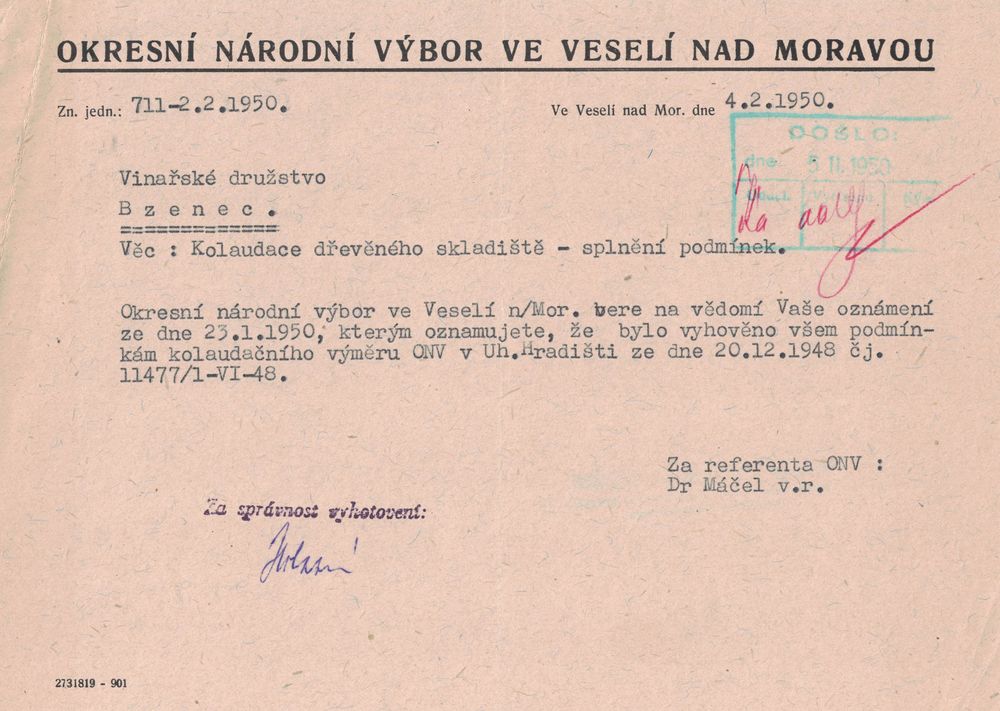 OKRESNÍ NÁRODNÍ VÝBOR VE VESELÍ NAD MORAVOU
Zn. jedn.: 711-2.2.1950.
Ve Veselí nad Mor. dne 4.2.1950.
DOŠLO:
dne 5 II. 1950
Vinařské družstvo
Bzenec.
=============
Věc : Kolaudace dřevěného skladiště - splnění podmínek.
Okresní národní výbor ve Veselí n/Mor. bere na vědomí Vaše oznámení
ze dne 23.1.1950, kterým oznamujete, že bylo vyhověno všem podmín-
kám kolaudačního výměru ONV v Uh.Hradišti ze dne 20.12.1948 čj.
11477/1-VI-48.
Za referenta ONV :
Dr Máčel v.r.
Za správnost vyhotovení:
2731819 - 901